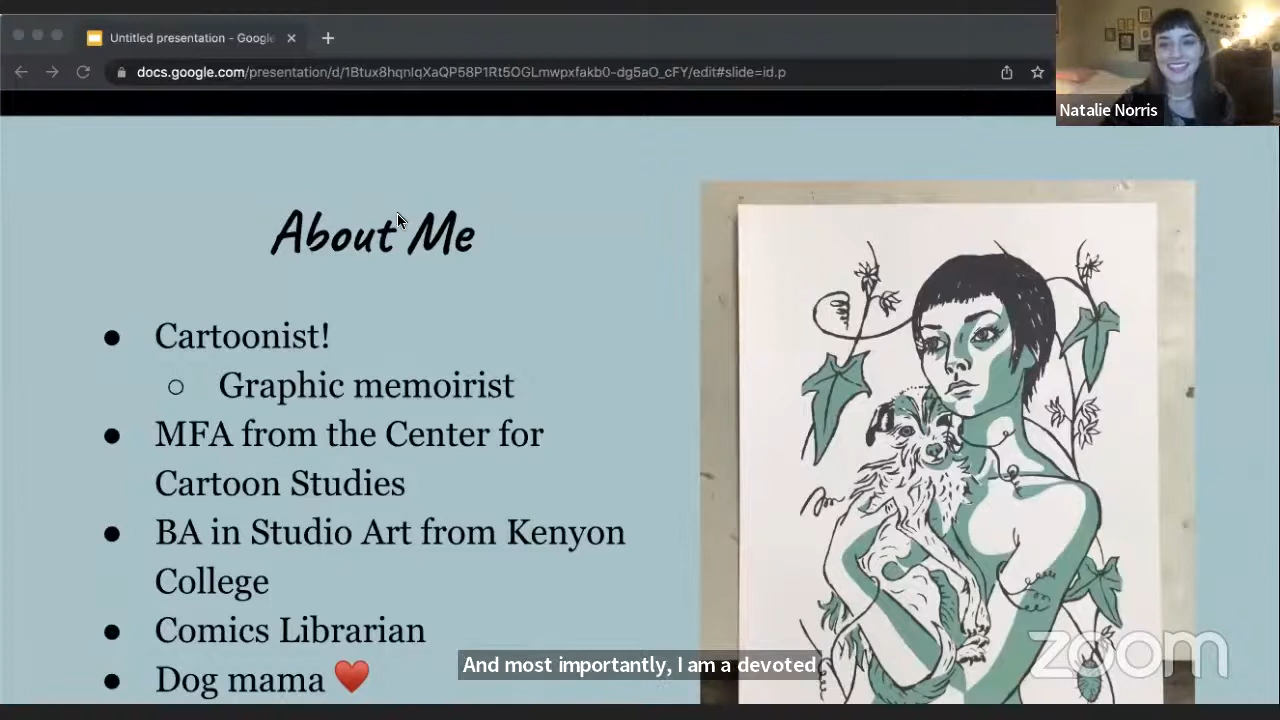 Untitled presentation - Google
docs.google.com/presentation/d/1Btux8hqnIqXaQP58P1Rt5OGLmwpxfakb0-dg5aO_cFY/edit#slide=id.p
Natalie Norris
About Me
● Cartoonist!
○ Graphic memoirist
● MFA from the Center for
Cartoon Studies
● BA in Studio Art from Kenyon
College
● Comics Librarian
● Dog mama ♥️
And most importantly, I am a devoted
zoom